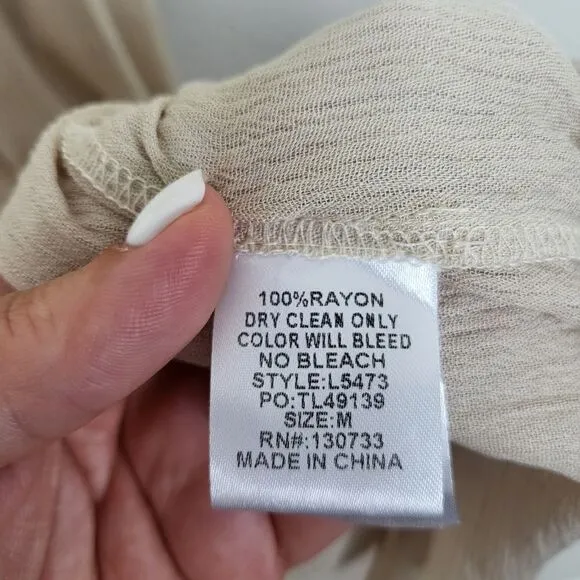 100%RAYON
DRY CLEAN ONLY
COLOR WILL BLEED
NO BLEACH
STYLE:L5473
PO:TL49139
SIZE:M
RN#:130733
MADE IN CHINA